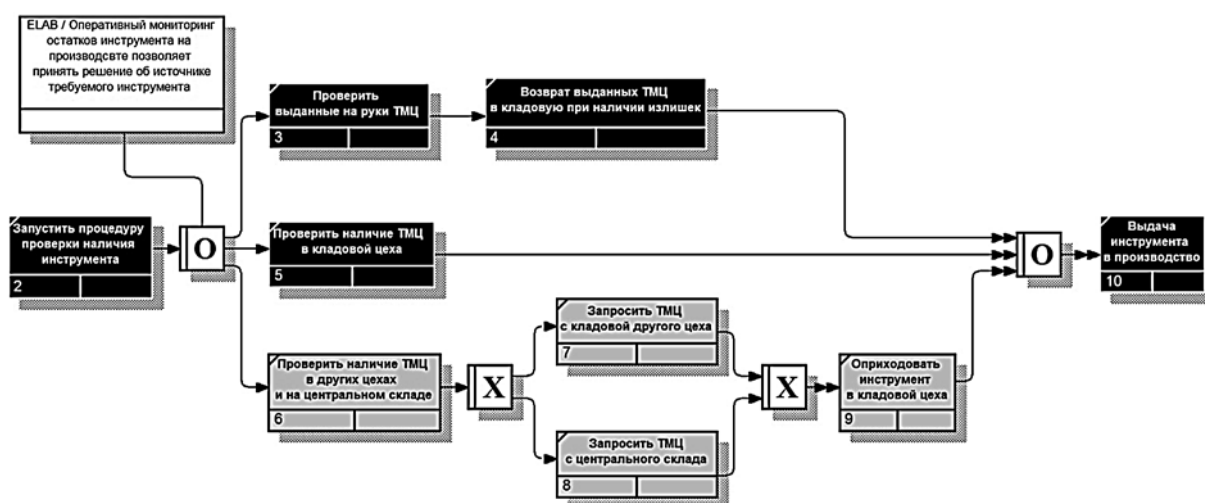 ELAB / Оперативный мониторинг
остатков инструмента на
производсвте позволяет
принять решение об источнике
требуемого инструмента
Проверить
выданные на руки ТМЦ
3
Возврат выданных ТМЦ
в кладовую при наличии излишек
4
Запустить процедуру
проверки наличия
инструмента
2
O
Проверить наличие ТМЦ
в кладовой цеха
5
O
Выдача
инструмента
в производство
10
Проверить наличие ТМЦ
в других цехах
и на центральном складе
6
X
Запросить ТМЦ
с кладовой другого цеха
7
Запросить ТМЦ
с центрального склада
8
X
Оприходовать
инструмент
в кладовой цеха
9